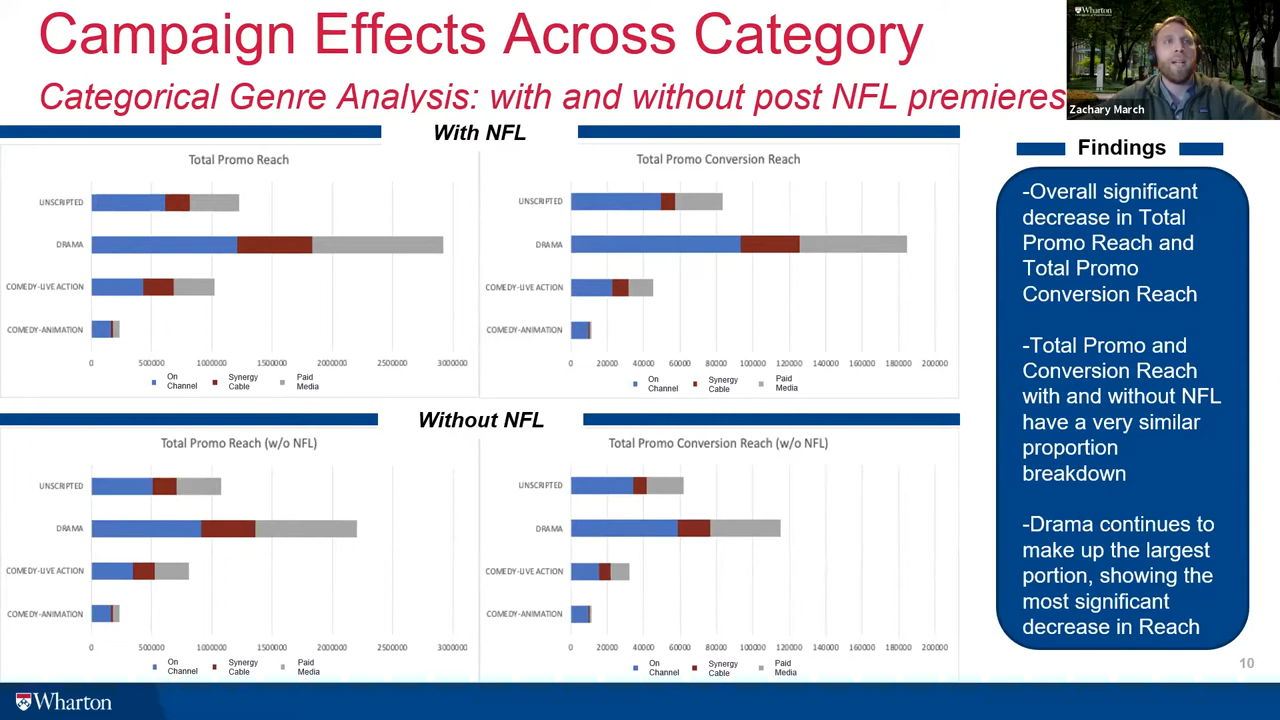 Campaign Effects Across Category
Categorical Genre Analysis: with and without post NFL premieres
Wharton
Zachary March
With NFL
Total Promo Reach
UNSCRIPTED
DRAMA
COMEDY-LIVE ACTION
COMEDY-ANIMATION
0 500000 1000000 1500000 2000000 2500000 3000000
On Channel Synergy Cable Paid Media
Total Promo Conversion Reach
UNSCRIPTED
DRAMA
COMEDY-LIVE ACTION
COMEDY-ANIMATION
0 20000 40000 60000 80000 100000 120000 140000 160000 180000 200000
On Channel Synergy Cable Paid Media
Without NFL
Total Promo Reach (w/o NFL)
UNSCRIPTED
DRAMA
COMEDY-LIVE ACTION
COMEDY-ANIMATION
0 500000 1000000 1500000 2000000 2500000 3000000
On Channel Synergy Cable Paid Media
Total Promo Conversion Reach (w/o NFL)
UNSCRIPTED
DRAMA
COMEDY-LIVE ACTION
COMEDY-ANIMATION
0 20000 40000 60000 80000 100000 120000 140000 160000 180000 200000
On Channel Synergy Cable Paid Media
Findings
-Overall significant
decrease in Total
Promo Reach and
Total Promo
Conversion Reach
-Total Promo and
Conversion Reach
with and without NFL
have a very similar
proportion
breakdown
-Drama continues to
make up the largest
portion, showing the
most significant
decrease in Reach
10
Wharton